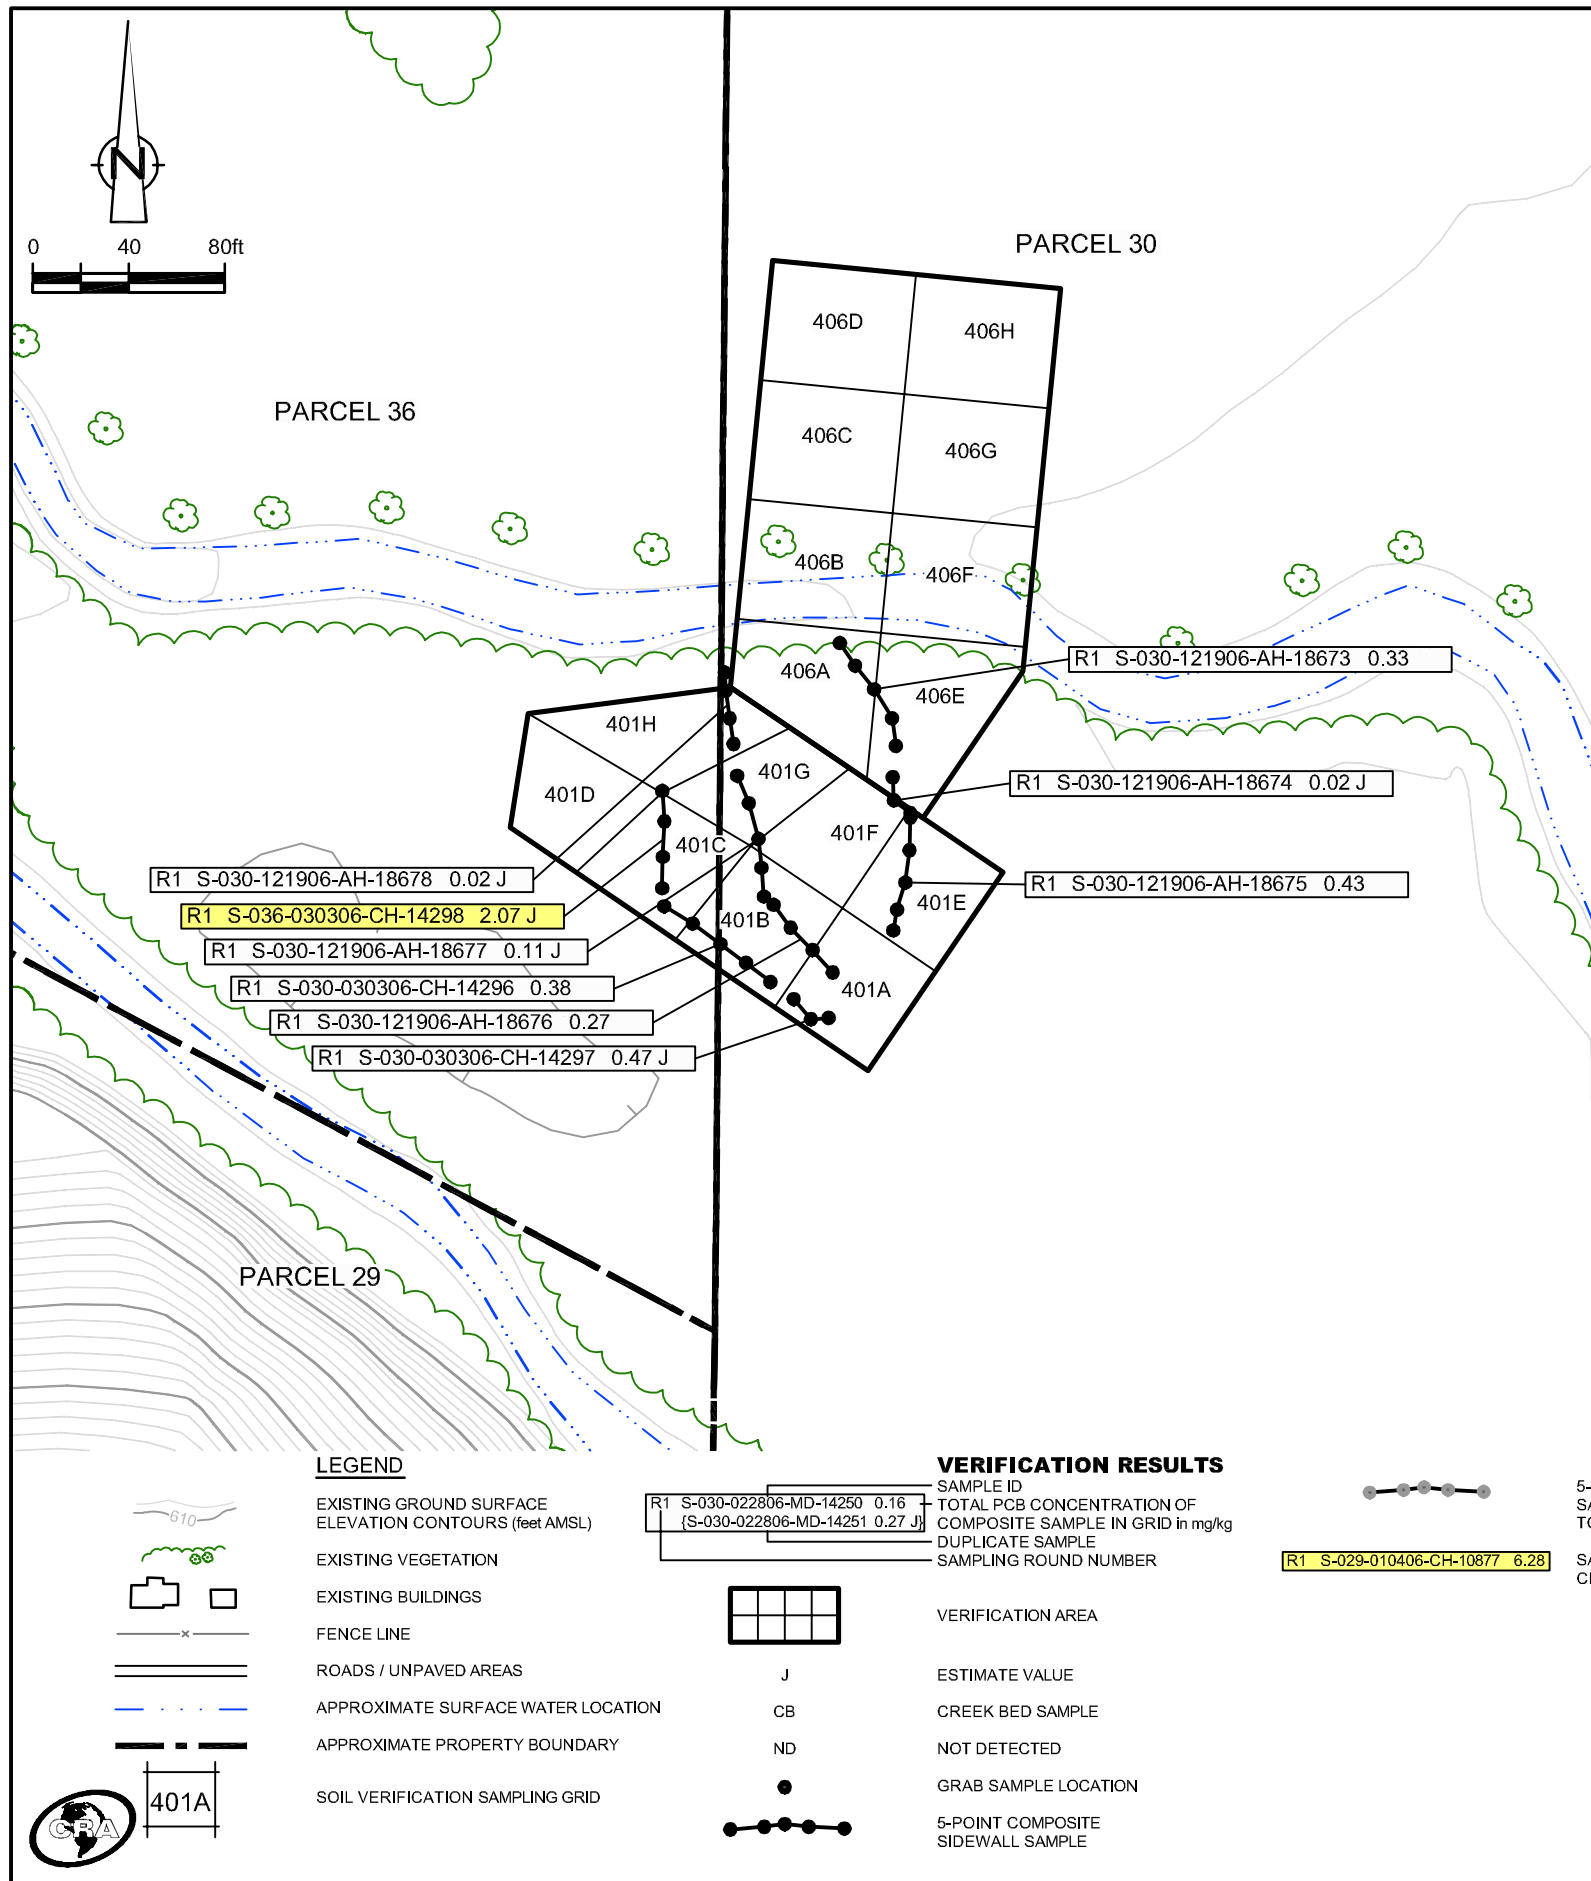 N
0 40 80ft
PARCEL 30
406D
406H
PARCEL 36
406C
406G
406B
406F
R1 S-030-121906-AH-18673 0.33
406A
406E
401H
401G
R1 S-030-121906-AH-18674 0.02 J
401D
401C
401F
R1 S-030-121906-AH-18678 0.02 J
R1 S-030-121906-AH-18675 0.43
401E
R1 S-036-030306-CH-14298 2.07 J
401B
R1 S-030-121906-AH-18677 0.11 J
R1 S-030-030306-CH-14296 0.38
401A
R1 S-030-121906-AH-18676 0.27
R1 S-030-030306-CH-14297 0.47 J
PARCEL 29
LEGEND
610
EXISTING GROUND SURFACE
ELEVATION CONTOURS (feet AMSL)
EXISTING VEGETATION
EXISTING BUILDINGS
FENCE LINE
ROADS / UNPAVED AREAS
APPROXIMATE SURFACE WATER LOCATION
APPROXIMATE PROPERTY BOUNDARY
401A
SOIL VERIFICATION SAMPLING GRID
CRA
VERIFICATION RESULTS
R1 S-030-022806-MD-14250 0.16
{S-030-022806-MD-14251 0.27 J}
SAMPLE ID
TOTAL PCB CONCENTRATION OF
COMPOSITE SAMPLE IN GRID in mg/kg
DUPLICATE SAMPLE
SAMPLING ROUND NUMBER
VERIFICATION AREA
J ESTIMATE VALUE
CB CREEK BED SAMPLE
ND NOT DETECTED
GRAB SAMPLE LOCATION
5-POINT COMPOSITE
SIDEWALL SAMPLE
R1 S-029-010406-CH-10877 6.28